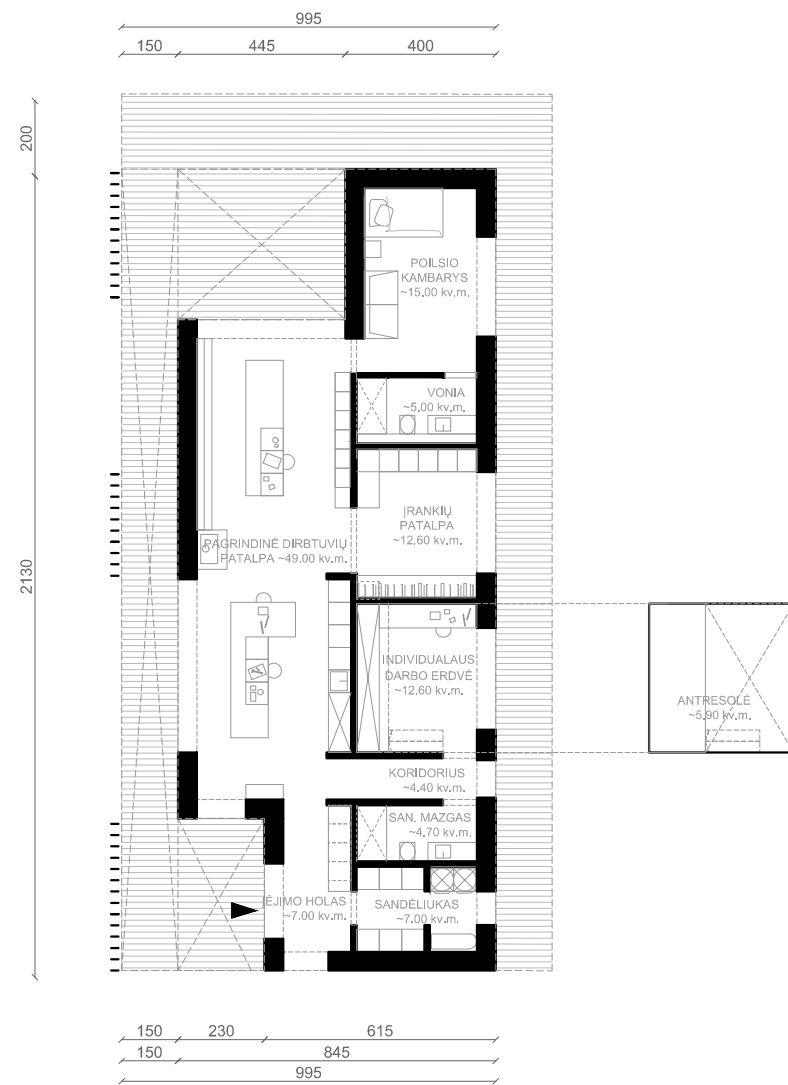 995
150 445 400
200
2130
POILSIO
KAMBARYS
~15.00 kv.m.
VONIA
~5.00 kv.m.
ĮRANKIŲ
PATALPA
~12.60 kv.m.
PAGRINDINĖ DIRBTUVIŲ
PATALPA ~49.00 kv.m.
INDIVIDUALAUS
DARBO ERDVĖ
~12.60 kv.m.
ANTRESOLĖ
~5.90 kv.m.
KORIDORIUS
~4.40 kv.m.
SAN. MAZGAS
~4.70 kv.m.
ĮĖJIMO HOLAS
~7.00 kv.m.
SANDĖLIUKAS
~7.00 kv.m.
150 230 615
150 845
995